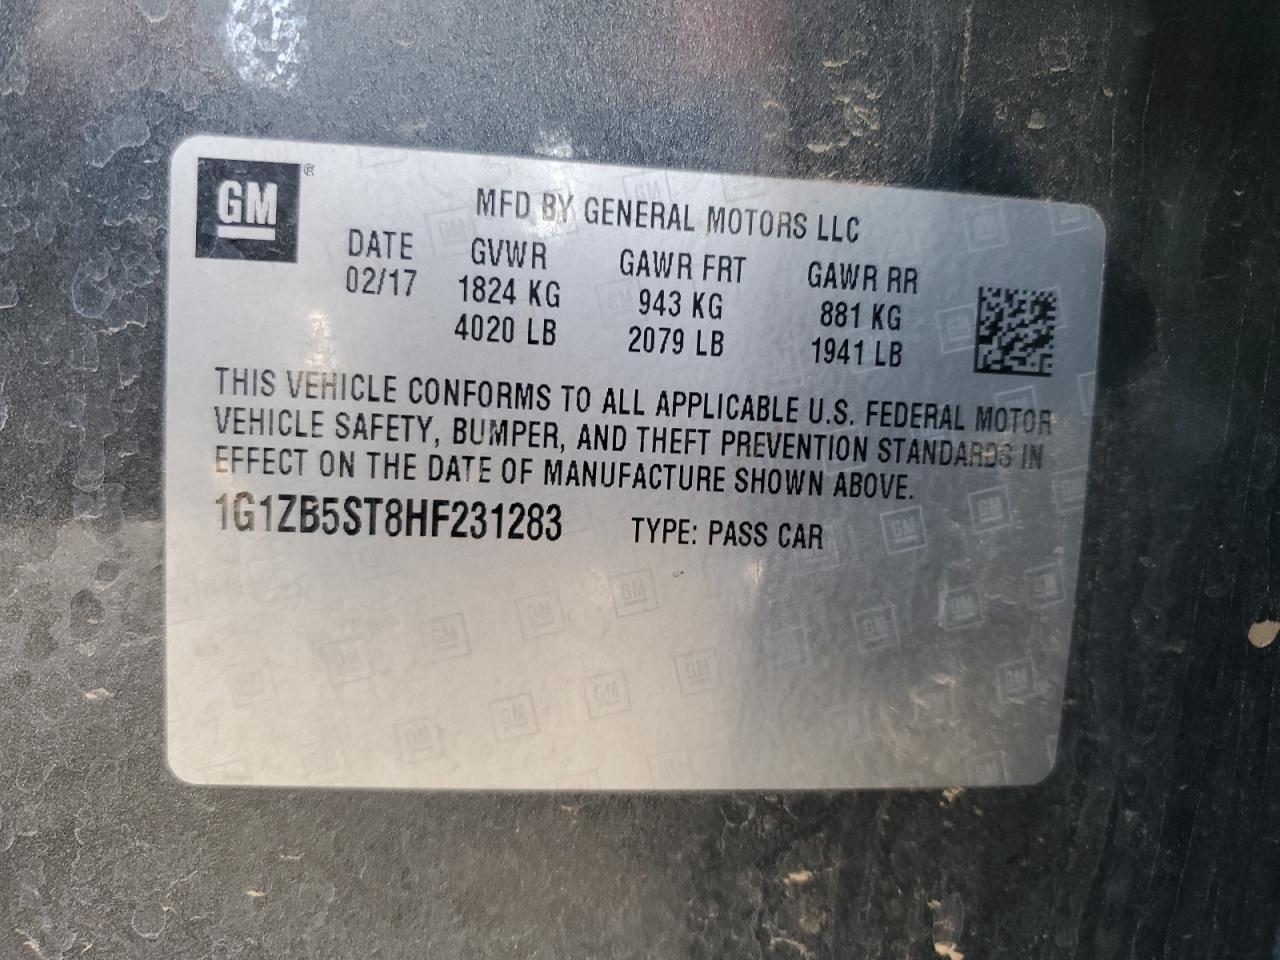 GM®
MFD BY GENERAL MOTORS LLC
DATE GVWR GAWR FRT GAWR RR
02/17 1824 KG 943 KG 881 KG
4020 LB 2079 LB 1941 LB
THIS VEHICLE CONFORMS TO ALL APPLICABLE U.S. FEDERAL MOTOR
VEHICLE SAFETY, BUMPER, AND THEFT PREVENTION STANDARDS IN
EFFECT ON THE DATE OF MANUFACTURE SHOWN ABOVE.
1G1ZB5ST8HF231283 TYPE: PASS CAR